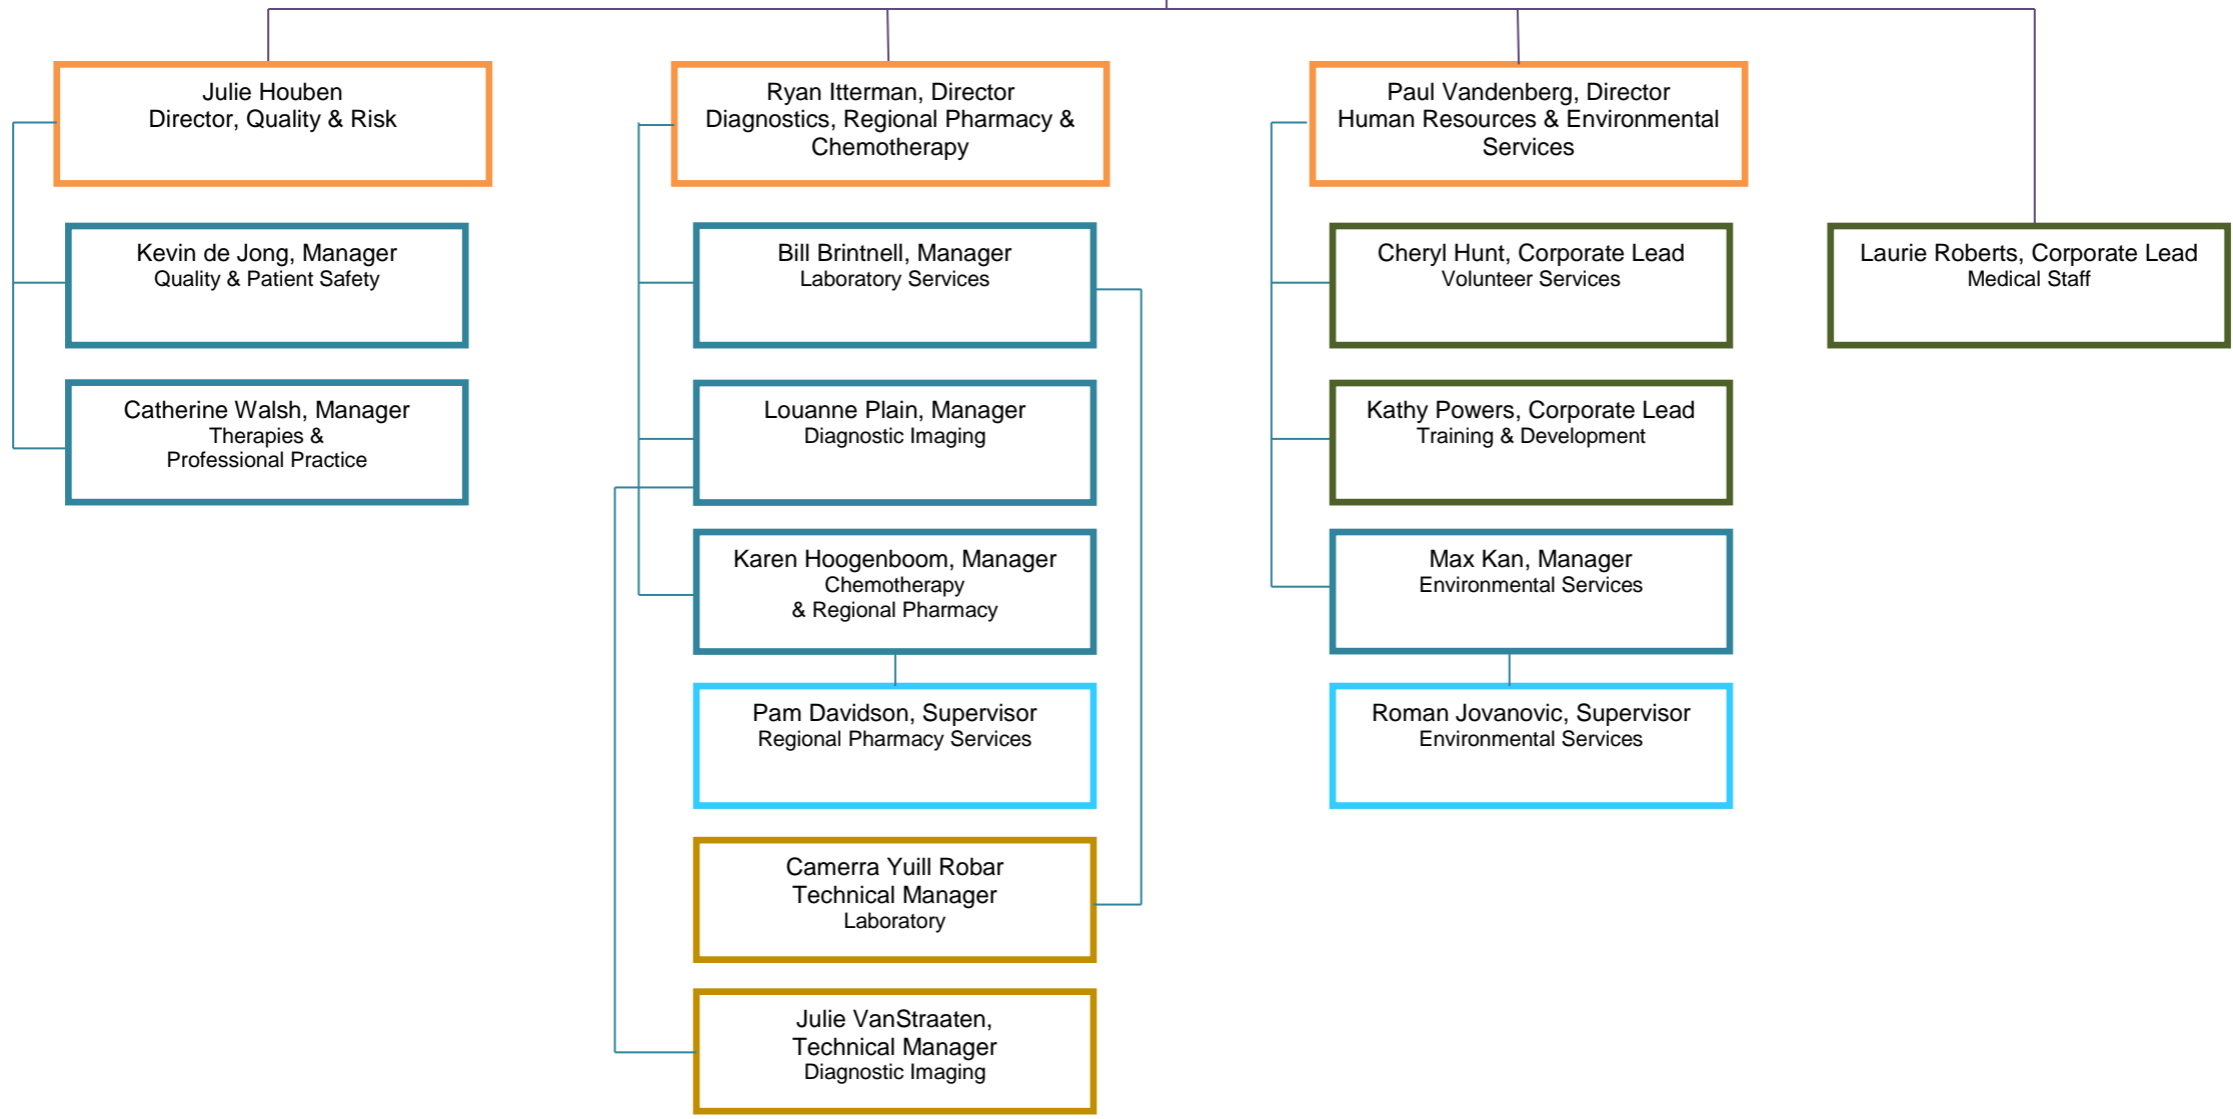 Julie Houben
Director, Quality & Risk
Kevin de Jong, Manager
Quality & Patient Safety
Catherine Walsh, Manager
Therapies &
Professional Practice
Ryan Itterman, Director
Diagnostics, Regional Pharmacy &
Chemotherapy
Bill Brintnell, Manager
Laboratory Services
Louanne Plain, Manager
Diagnostic Imaging
Karen Hoogenboom, Manager
Chemotherapy
& Regional Pharmacy
Pam Davidson, Supervisor
Regional Pharmacy Services
Camerra Yuill Robar
Technical Manager
Laboratory
Julie VanStraaten,
Technical Manager
Diagnostic Imaging
Paul Vandenberg, Director
Human Resources & Environmental
Services
Cheryl Hunt, Corporate Lead
Volunteer Services
Kathy Powers, Corporate Lead
Training & Development
Max Kan, Manager
Environmental Services
Roman Jovanovic, Supervisor
Environmental Services
Laurie Roberts, Corporate Lead
Medical Staff